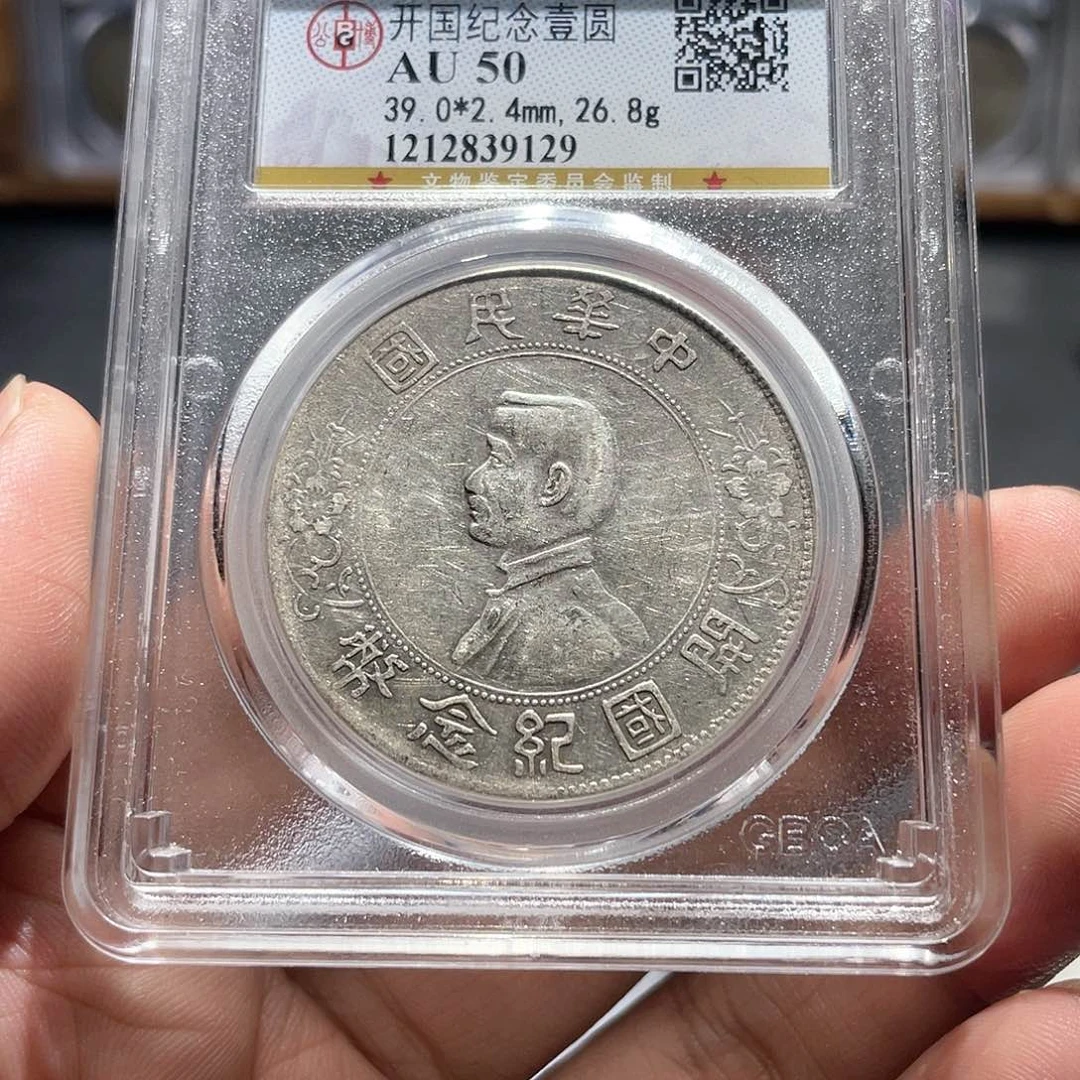 开国纪念壹圆
AU 50
39.0*2.4mm, 26.8g
1212839129
文物鉴定委员会监制
中華民國
開國紀念幣
GBCA